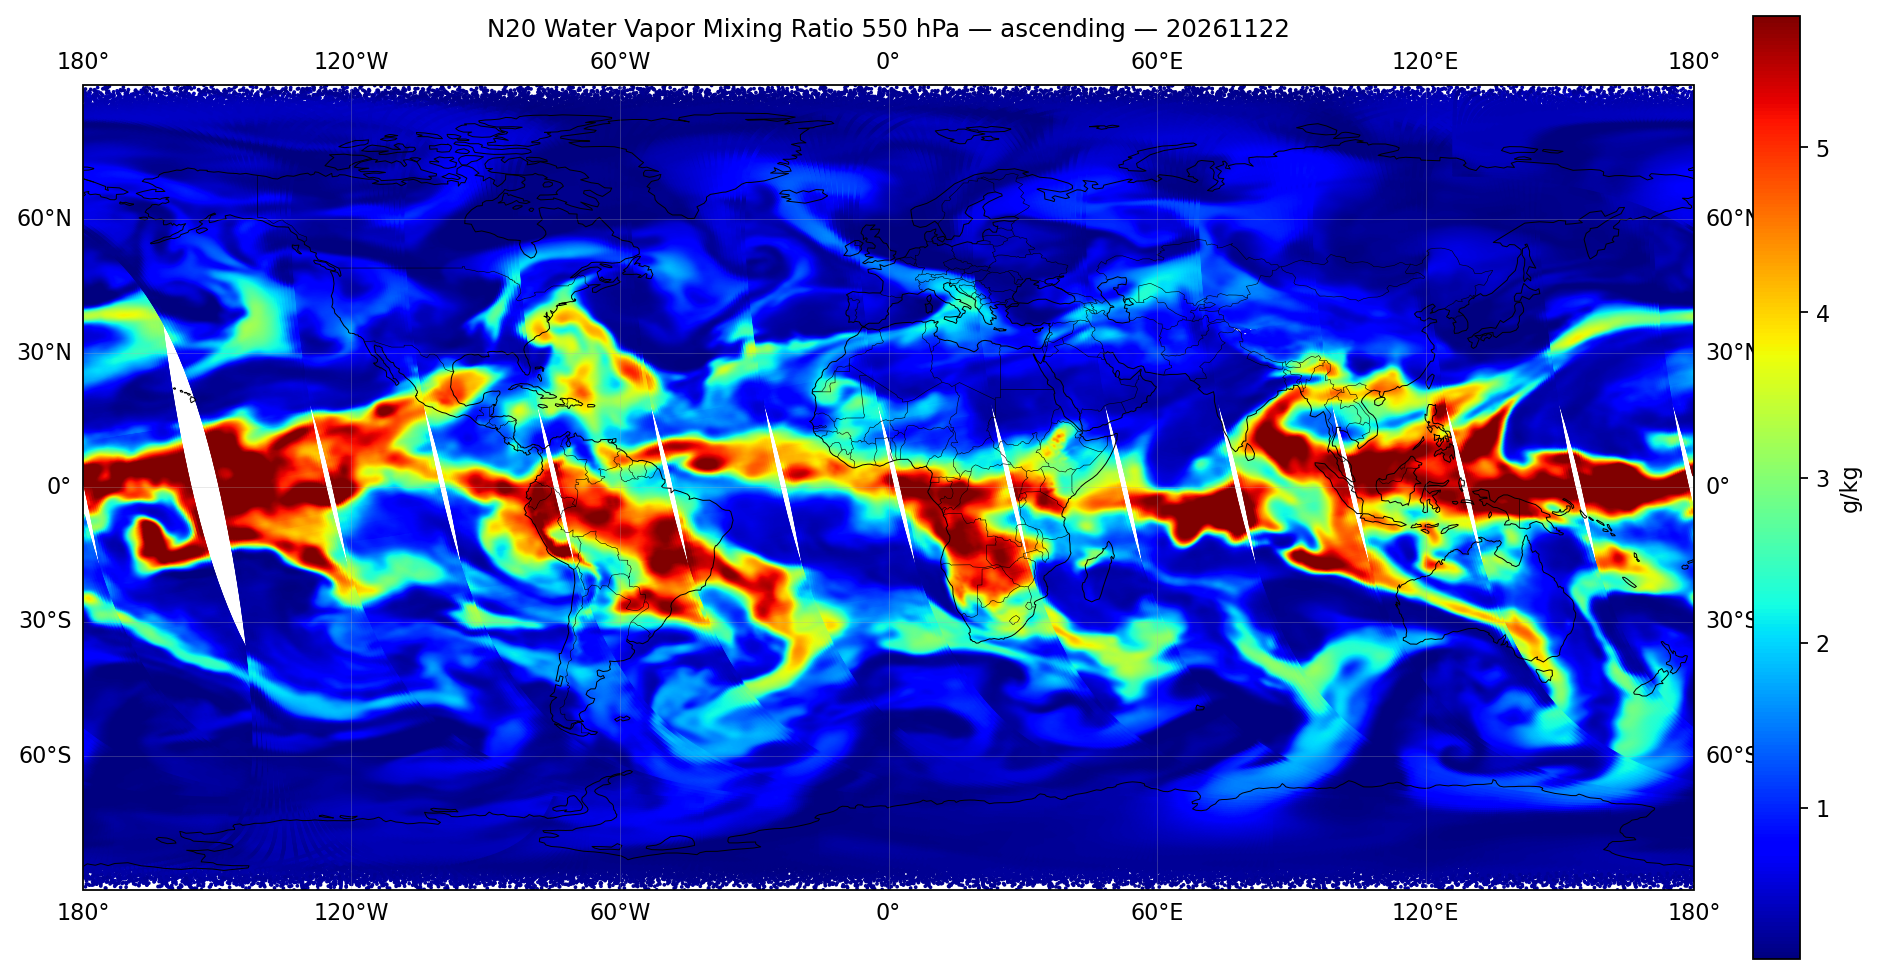 N20 Water Vapor Mixing Ratio 550 hPa — ascending — 20261122
180° 120°W 60°W 0° 60°E 120°E 180°
60°N 60°N
30°N 30°N
0° 0°
30°S 30°S
60°S 60°S
180° 120°W 60°W 0° 60°E 120°E 180°
5
4
3
2
1
g/kg